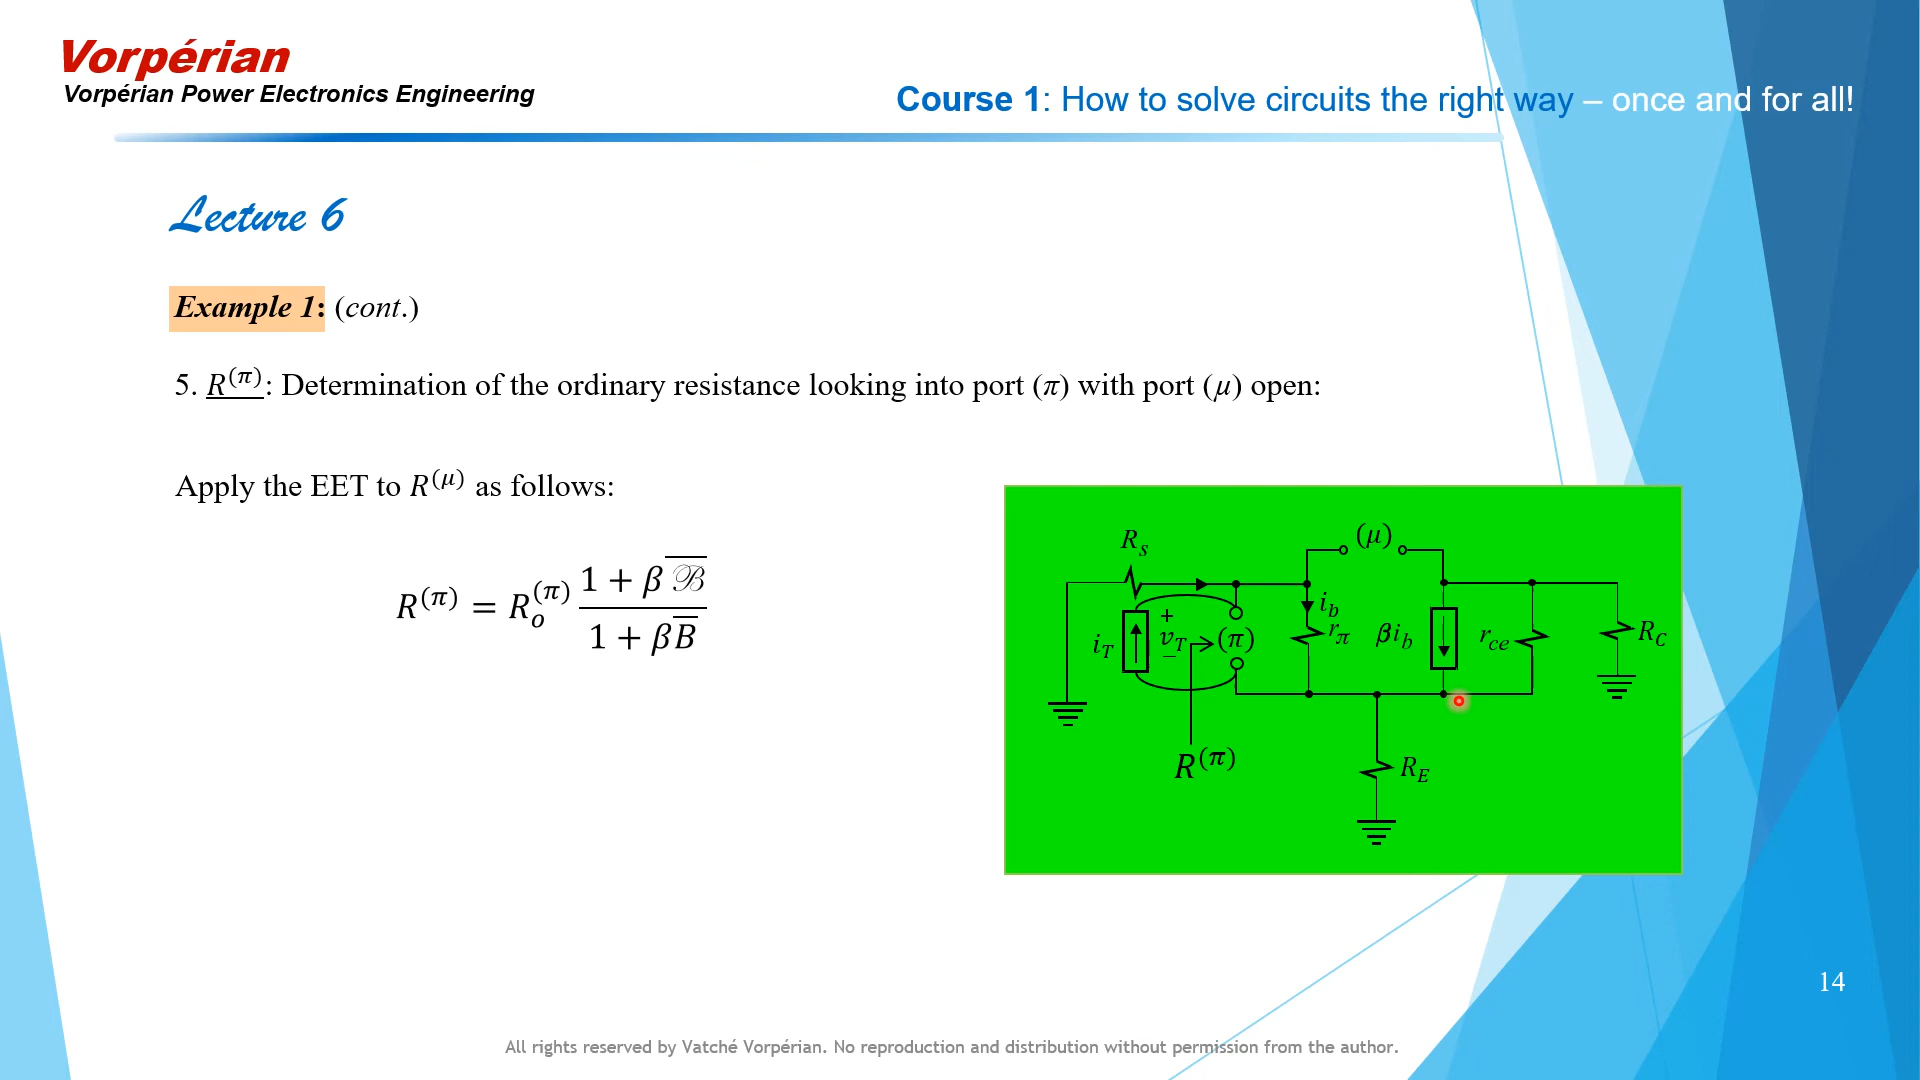 Vorpérian
Vorpérian Power Electronics Engineering
Course 1: How to solve circuits the right way – once and for all!
Lecture 6
Example 1: (cont.)
5. R^(π): Determination of the ordinary resistance looking into port (π) with port (μ) open:
Apply the EET to R^(μ) as follows:
R^(π) = R_o^(π) (1 + β ℬ̅) / (1 + βB̅)
R_s
(μ)
i_b
i_T
+
v_T
−
(π)
r_π
βi_b
r_ce
R_C
R^(π)
R_E
14
All rights reserved by Vatché Vorpérian. No reproduction and distribution without permission from the author.